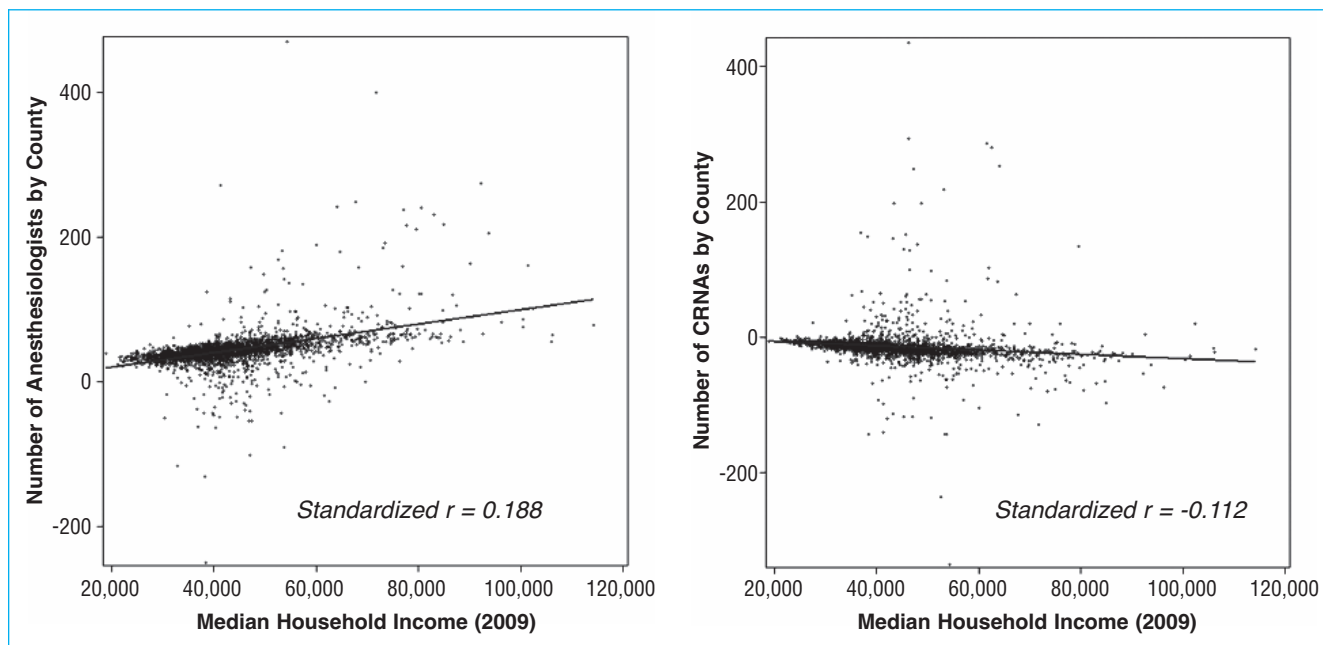 Number of Anesthesiologists by County
400
200
0
-200
Standardized r = 0.188
20,000 40,000 60,000 80,000 100,000 120,000
Median Household Income (2009)
Number of CRNAs by County
400
200
0
-200
Standardized r = -0.112
20,000 40,000 60,000 80,000 100,000 120,000
Median Household Income (2009)